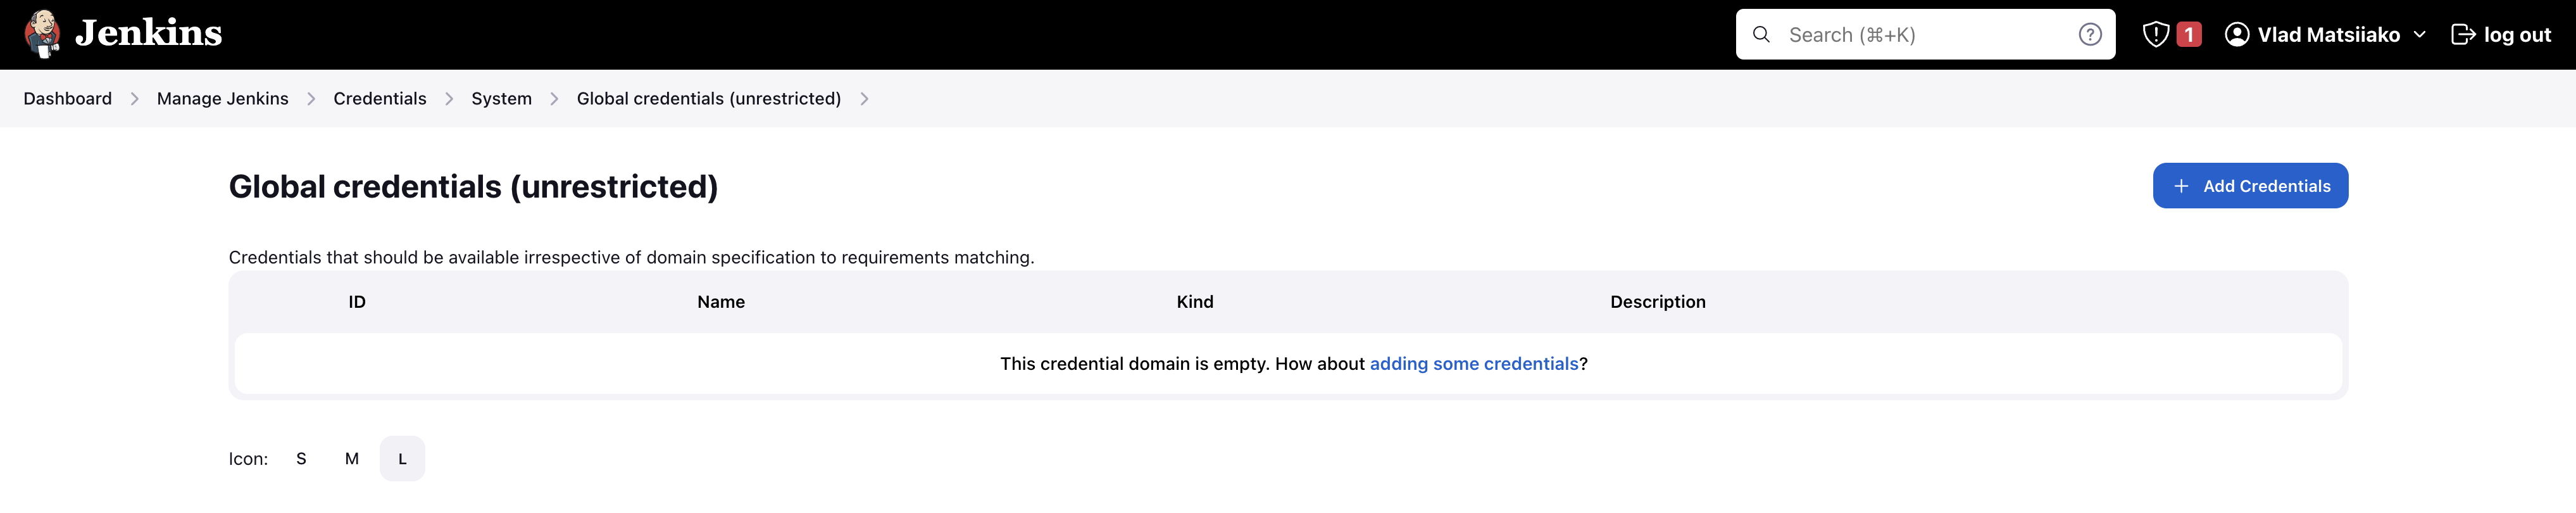 Jenkins
Search (⌘+K)
1
Vlad Matsiiako
log out
Dashboard
Manage Jenkins
Credentials
System
Global credentials (unrestricted)
Global credentials (unrestricted)
+ Add Credentials
Credentials that should be available irrespective of domain specification to requirements matching.
ID Name Kind Description
This credential domain is empty. How about adding some credentials?
Icon: S M L